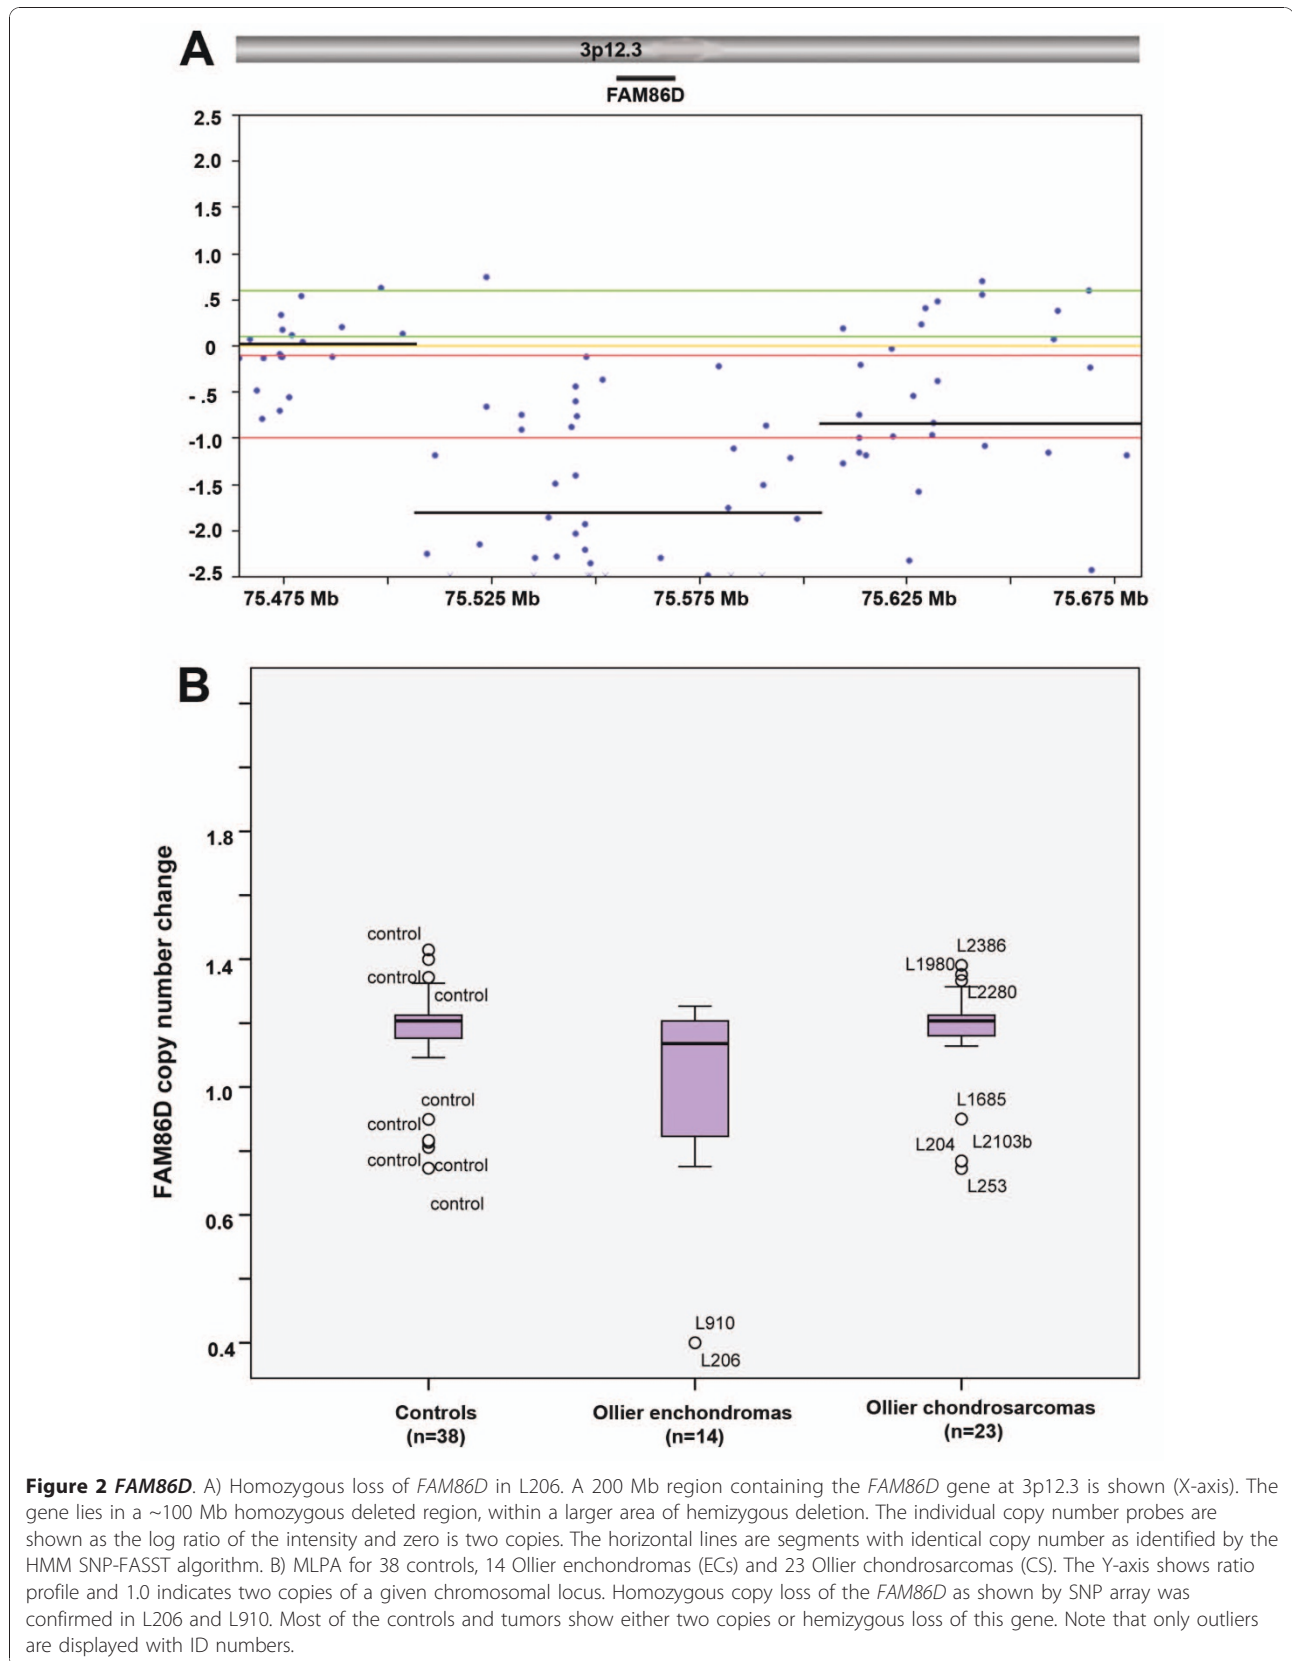 A
3p12.3
FAM86D
2.5
2.0
1.5
1.0
.5
0
- .5
-1.0
-1.5
-2.0
-2.5
75.475 Mb 75.525 Mb 75.575 Mb 75.625 Mb 75.675 Mb
B
FAM86D copy number change
1.8
1.4
1.0
0.6
0.4
control
control
control
control
control
control
control
control
L910
L206
L2386
L1980
L2280
L1685
L204
L2103b
L253
Controls
(n=38)
Ollier enchondromas
(n=14)
Ollier chondrosarcomas
(n=23)
Figure 2 FAM86D. A) Homozygous loss of FAM86D in L206. A 200 Mb region containing the FAM86D gene at 3p12.3 is shown (X-axis). The
gene lies in a ~100 Mb homozygous deleted region, within a larger area of hemizygous deletion. The individual copy number probes are
shown as the log ratio of the intensity and zero is two copies. The horizontal lines are segments with identical copy number as identified by the
HMM SNP-FASST algorithm. B) MLPA for 38 controls, 14 Ollier enchondromas (ECs) and 23 Ollier chondrosarcomas (CS). The Y-axis shows ratio
profile and 1.0 indicates two copies of a given chromosomal locus. Homozygous copy loss of the FAM86D as shown by SNP array was
confirmed in L206 and L910. Most of the controls and tumors show either two copies or hemizygous loss of this gene. Note that only outliers
are displayed with ID numbers.